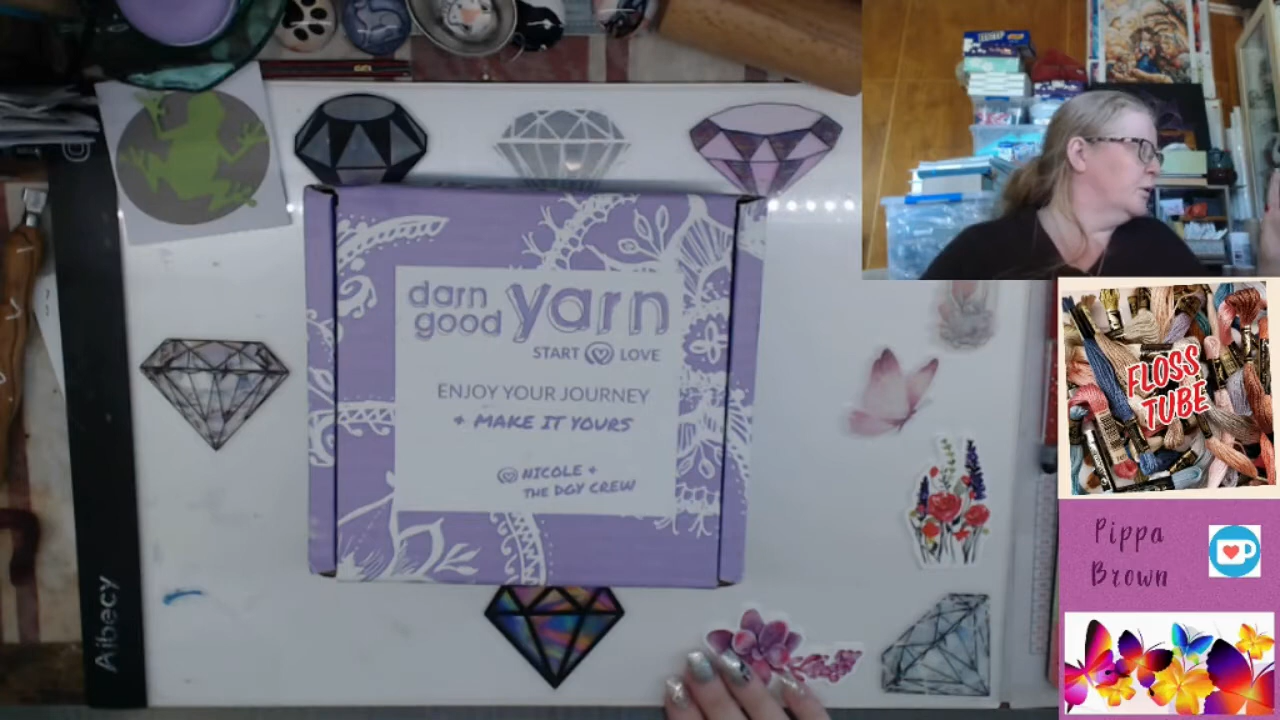 darn
good yarn
START LOVE
ENJOY YOUR JOURNEY
+ MAKE IT YOURS
NICOLE +
THE DGY CREW
Aibecy
FLOSS
TUBE
Pippa
Brown